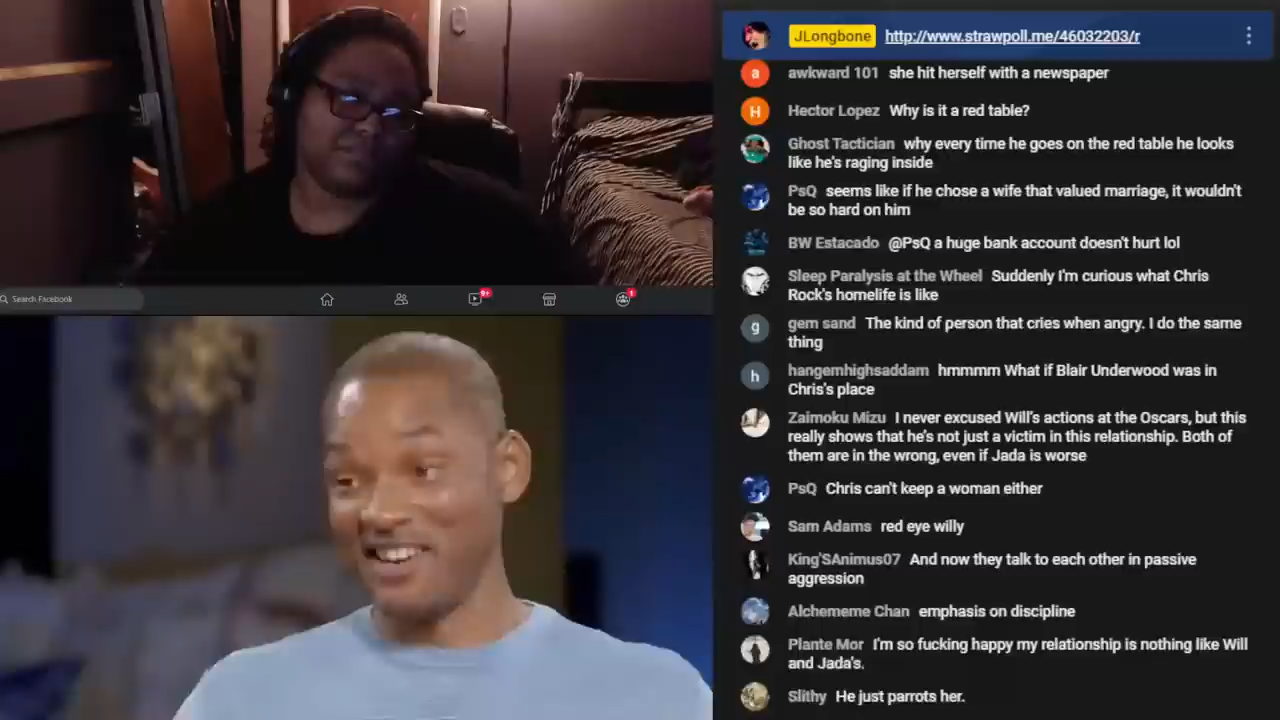 JLongbone http://www.strawpoll.me/46032203/r
a awkward 101 she hit herself with a newspaper
H Hector Lopez Why is it a red table?
Ghost Tactician why every time he goes on the red table he looks
like he's raging inside
PsQ seems like if he chose a wife that valued marriage, it wouldn't
be so hard on him
BW Estacado @PsQ a huge bank account doesn't hurt lol
Sleep Paralysis at the Wheel Suddenly I'm curious what Chris
Rock's homelife is like
g gem sand The kind of person that cries when angry. I do the same
thing
h hangemhighsaddam hmmmm What if Blair Underwood was in
Chris's place
Zaimoku Mizu I never excused Will's actions at the Oscars, but this
really shows that he's not just a victim in this relationship. Both of
them are in the wrong, even if Jada is worse
PsQ Chris can't keep a woman either
Sam Adams red eye willy
King'SAnimus07 And now they talk to each other in passive
aggression
Alchememe Chan emphasis on discipline
Plante Mor I'm so fucking happy my relationship is nothing like Will
and Jada's.
Slithy He just parrots her.
Search Facebook
9+
1